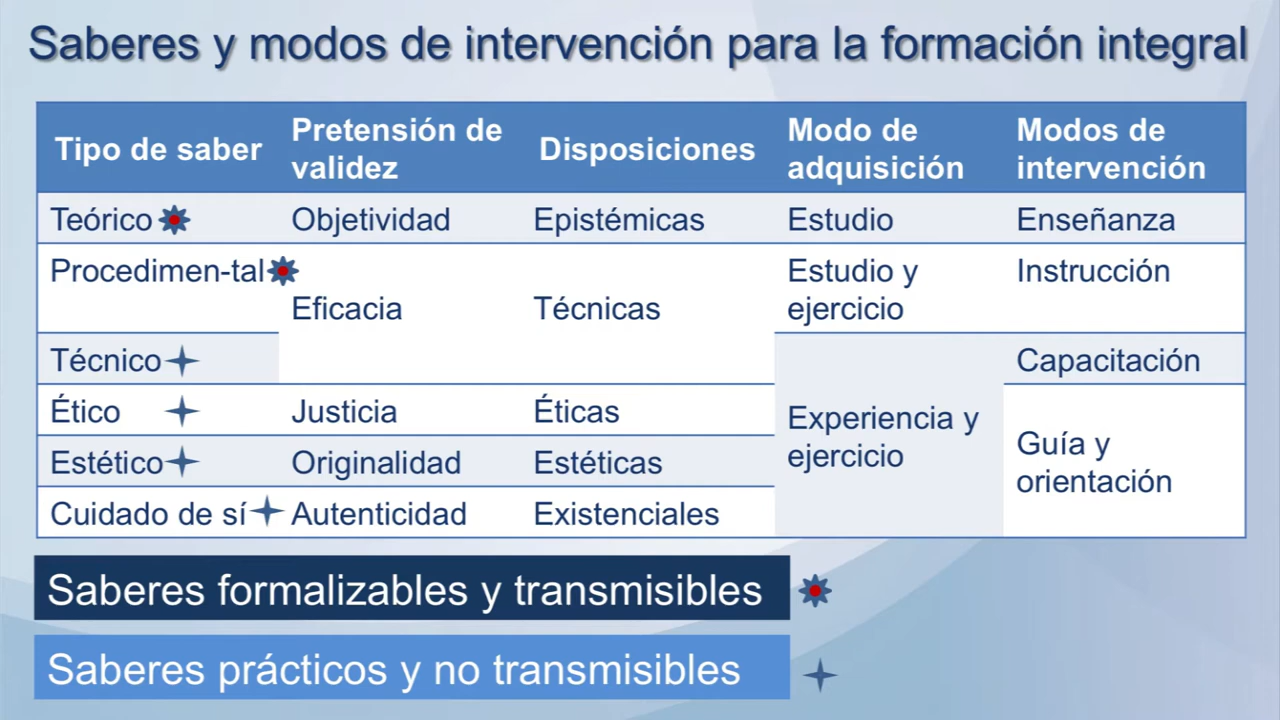 Saberes y modos de intervención para la formación integral
Tipo de saber
Pretensión de
validez
Disposiciones
Modo de
adquisición
Modos de
intervención
Teórico
Objetividad
Epistémicas
Estudio
Enseñanza
Procedimen-tal
Eficacia
Técnicas
Estudio y
ejercicio
Instrucción
Técnico
Experiencia y
ejercicio
Capacitación
Ético
Justicia
Éticas
Guía y
orientación
Estético
Originalidad
Estéticas
Cuidado de sí
Autenticidad
Existenciales
Saberes formalizables y transmisibles
Saberes prácticos y no transmisibles